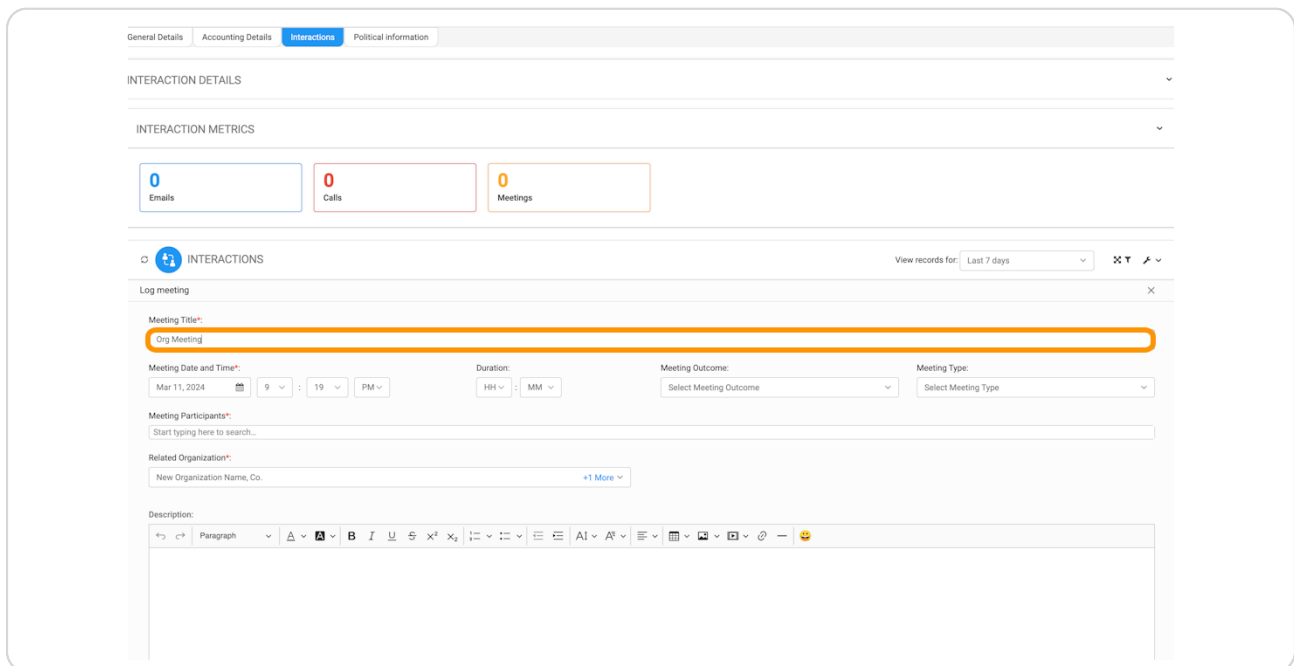 General Details Accounting Details Interactions Political information
INTERACTION DETAILS
INTERACTION METRICS
0 0 0
Emails Calls Meetings
INTERACTIONS View records for: Last 7 days
Log meeting
Meeting Title*:
Org Meeting
Meeting Date and Time*: Duration: Meeting Outcome: Meeting Type:
Mar 11, 2024 9 : 19 PM HH : MM Select Meeting Outcome Select Meeting Type
Meeting Participants*:
Start typing here to search...
Related Organization*:
New Organization Name, Co. +1 More
Description:
Paragraph A A B I U S x² x₂ AI A